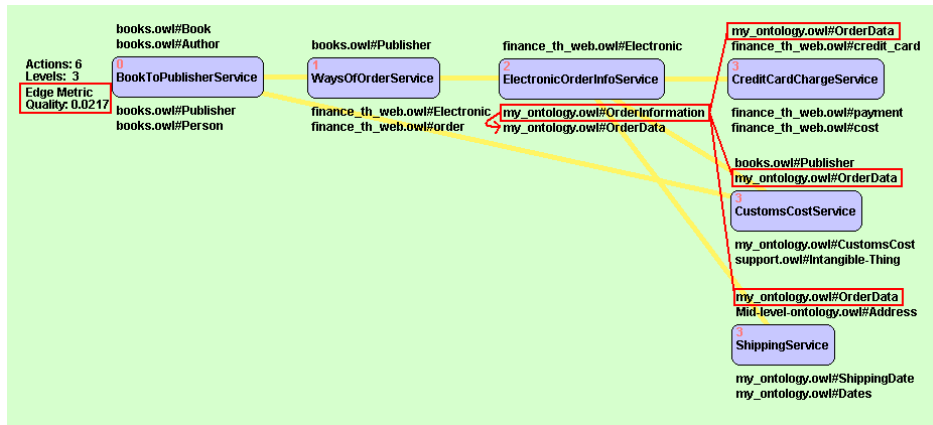 Actions: 6
Levels: 3
Edge Metric
Quality: 0.0217
books.owl#Book
books.owl#Author
0
BookToPublisherService
books.owl#Publisher
books.owl#Person
books.owl#Publisher
1
WaysOfOrderService
finance_th_web.owl#Electronic
finance_th_web.owl#order
finance_th_web.owl#Electronic
2
ElectronicOrderInfoService
my_ontology.owl#OrderInformation
my_ontology.owl#OrderData
my_ontology.owl#OrderData
finance_th_web.owl#credit_card
3
CreditCardChargeService
finance_th_web.owl#payment
finance_th_web.owl#cost
books.owl#Publisher
my_ontology.owl#OrderData
3
CustomsCostService
my_ontology.owl#CustomsCost
support.owl#Intangible-Thing
my_ontology.owl#OrderData
Mid-level-ontology.owl#Address
3
ShippingService
my_ontology.owl#ShippingDate
my_ontology.owl#Dates